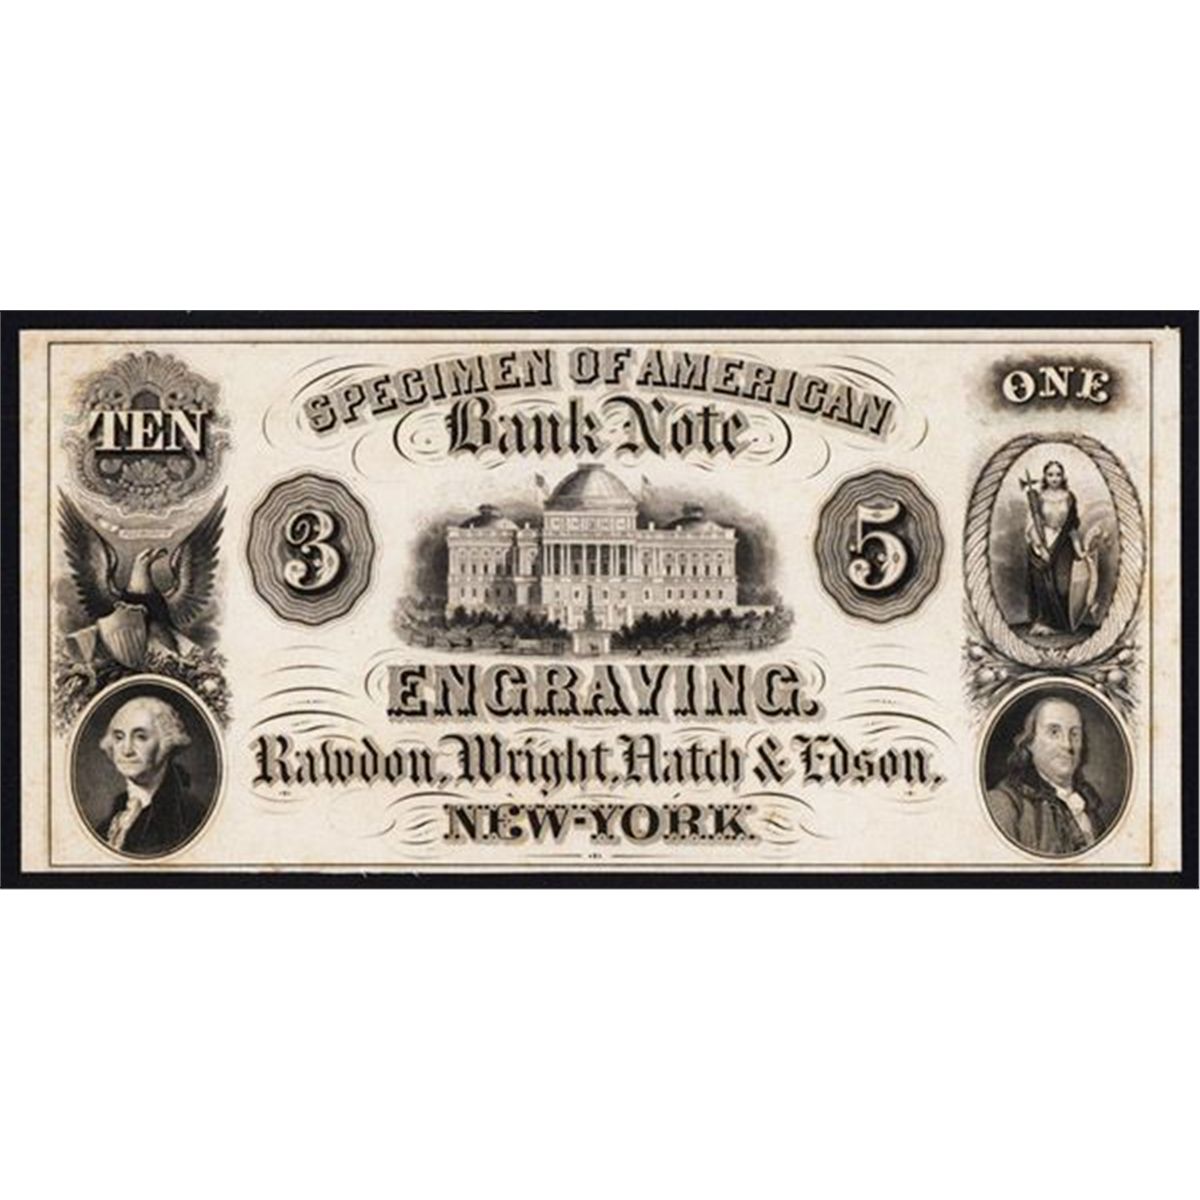 SPECIMEN OF AMERICAN
Bank Note
TEN
ONE
3
5
ENGRAVING.
Rawdon, Wright, Hatch & Edson,
NEW-YORK.